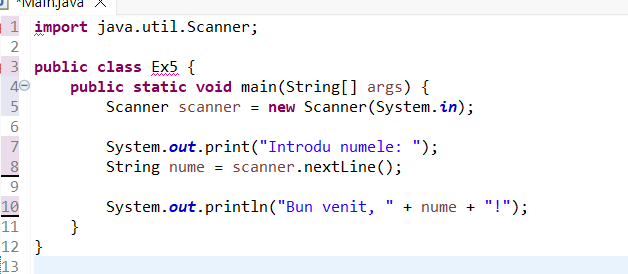 *Main.java X
1 import java.util.Scanner;
2
3 public class Ex5 {
4 public static void main(String[] args) {
5 Scanner scanner = new Scanner(System.in);
6
7 System.out.print("Introdu numele: ");
8 String nume = scanner.nextLine();
9
10 System.out.println("Bun venit, " + nume + "!");
11 }
12 }
13